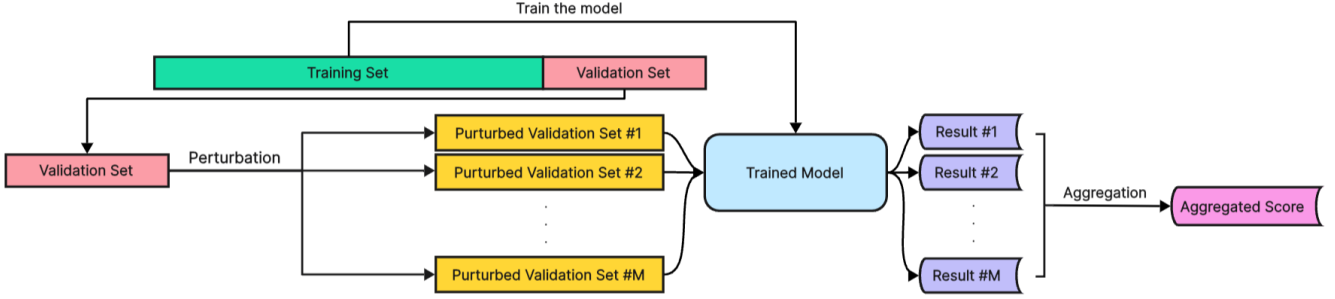 Train the model
Training Set
Validation Set
Validation Set
Perturbation
Purturbed Validation Set #1
Purturbed Validation Set #2
.
.
.
Purturbed Validation Set #M
Trained Model
Result #1
Result #2
.
.
.
Result #M
Aggregation
Aggregated Score